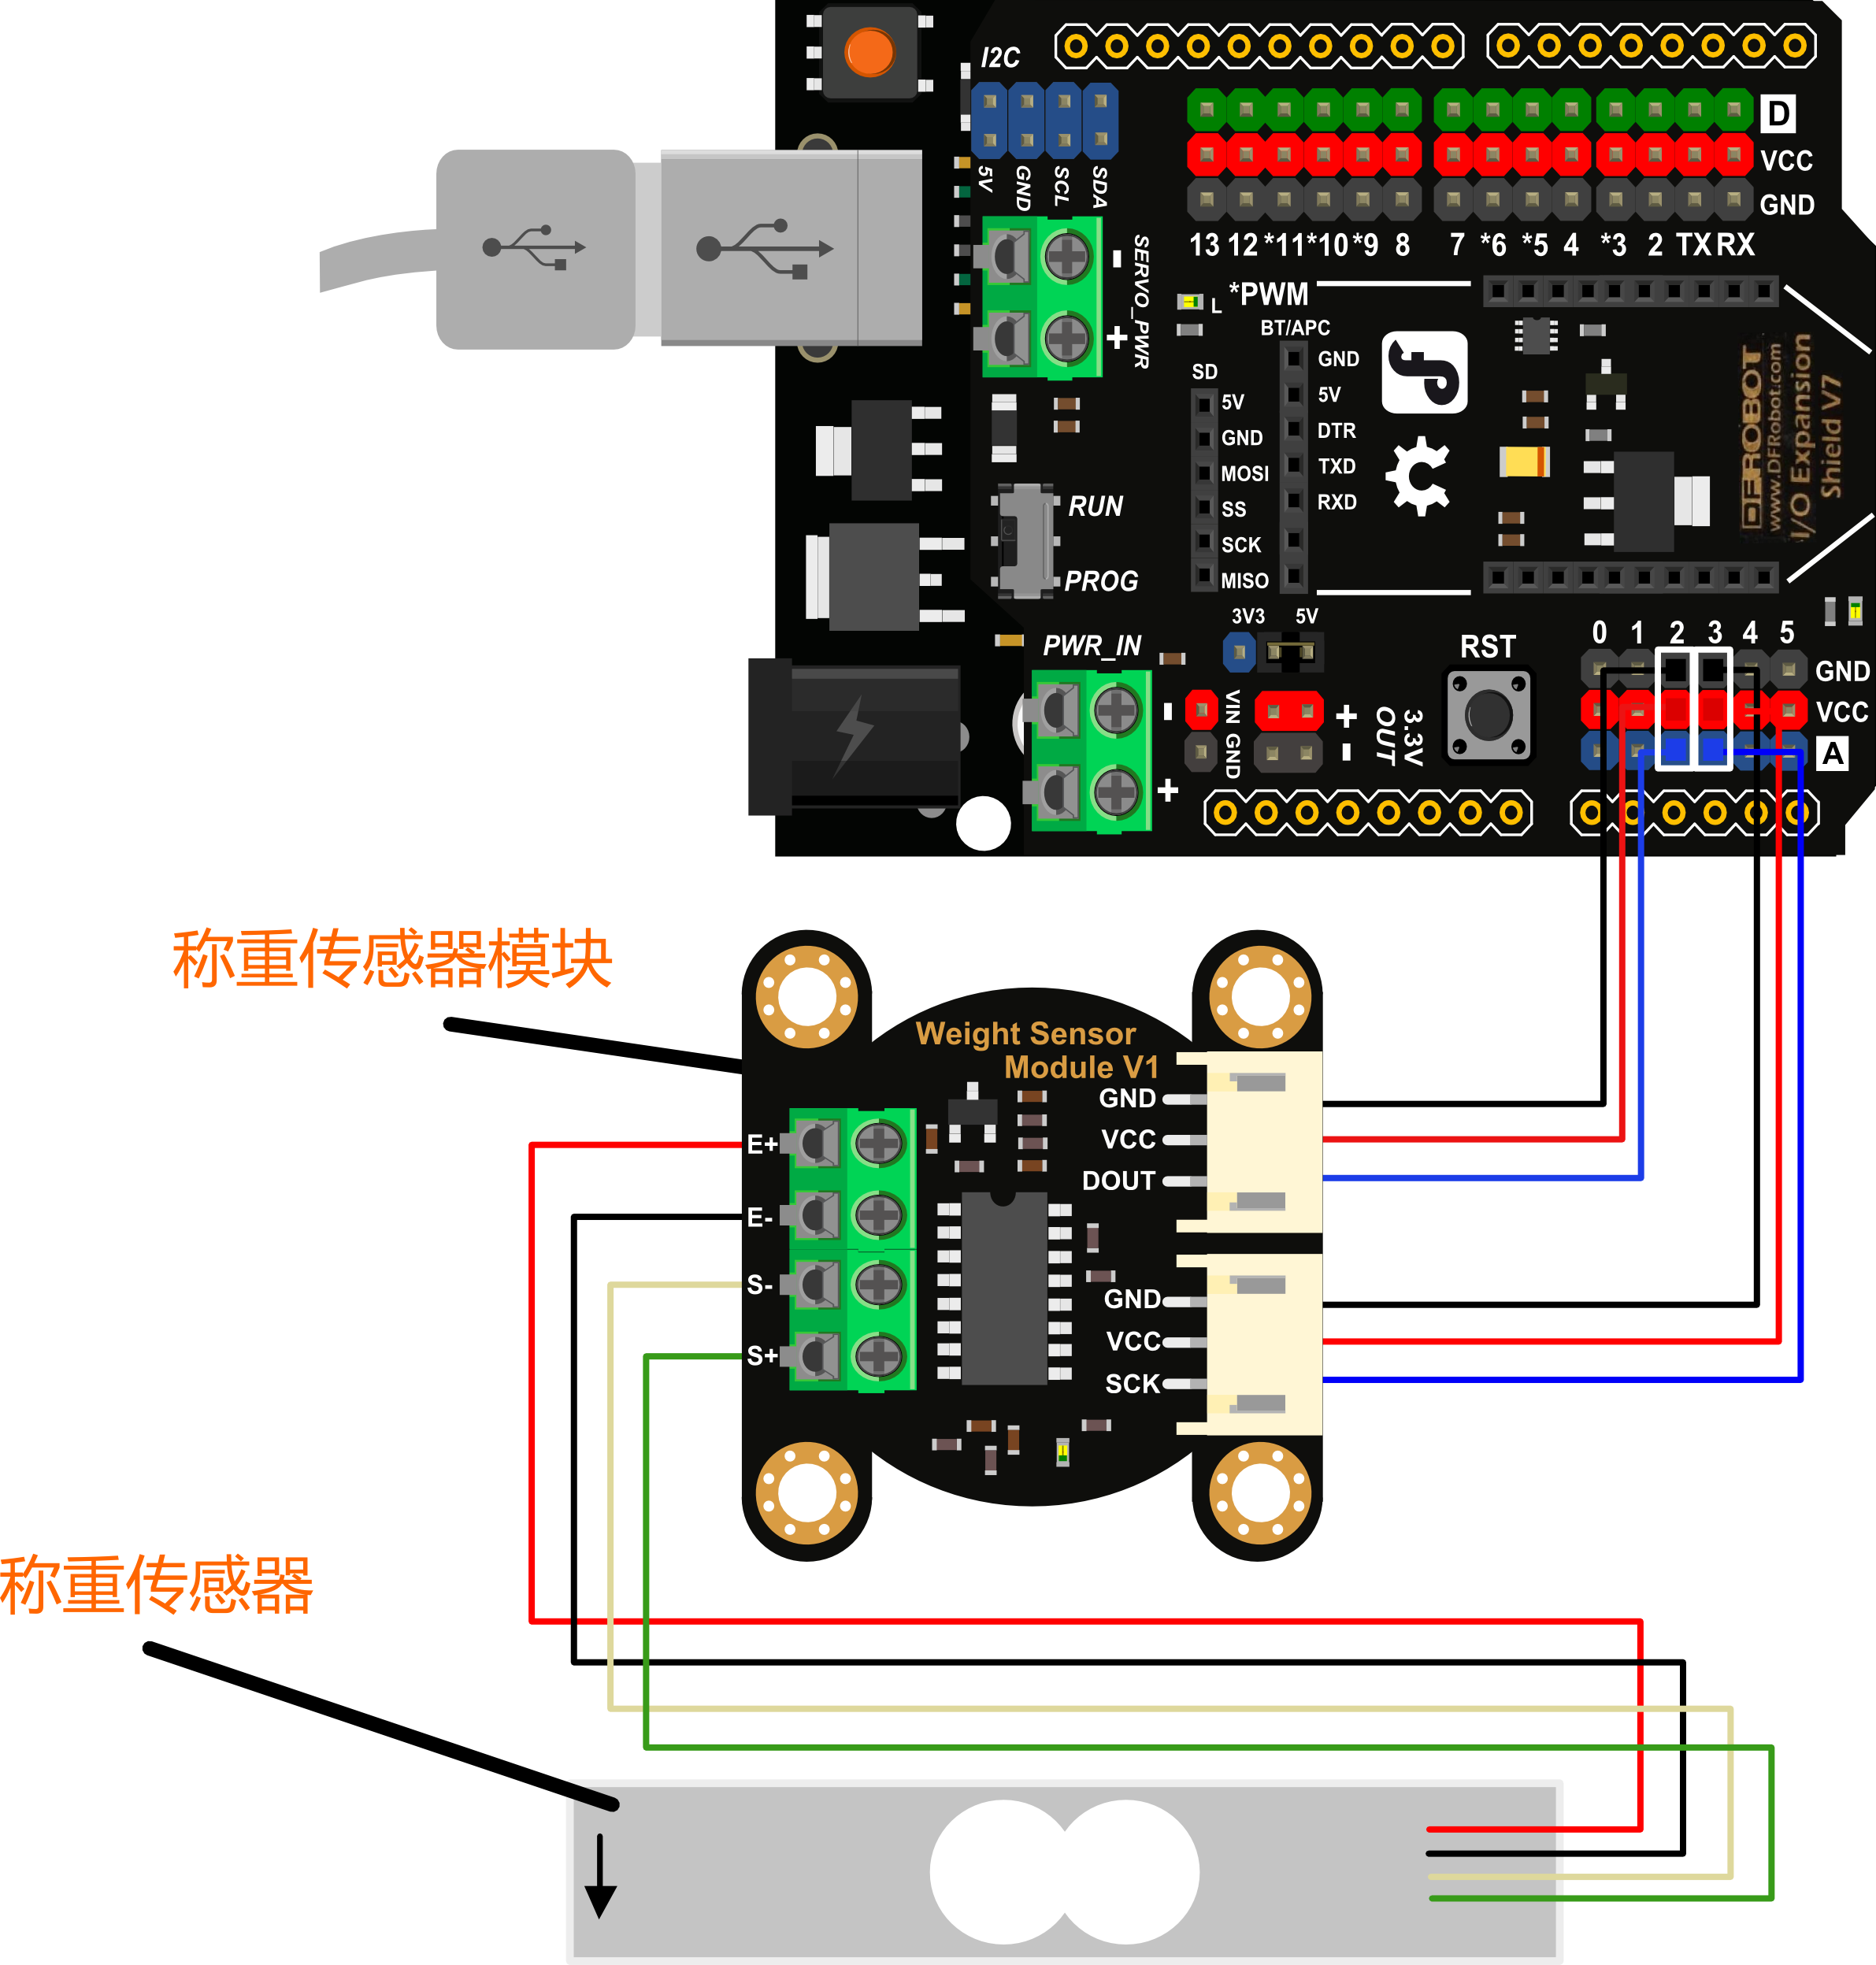 I2C
5V GND SCL SDA
D
VCC
GND
13 12 *11 *10 *9 8 7 *6 *5 4 *3 2 TX RX
-
+
SERVO_PWR
L
*PWM
BT/APC
GND
5V
DTR
TXD
RXD
SD
5V
GND
MOSI
SS
SCK
MISO
DFROBOT
www.DFRobot.com
I/O Expansion
Shield V7
RUN
PROG
3V3 5V
PWR_IN
-
+
VIN GND
+
-
3.3V
OUT
RST
0 1 2 3 4 5
GND
VCC
A
称重传感器模块
Weight Sensor
Module V1
GND
VCC
DOUT
GND
VCC
SCK
E+
E-
S-
S+
称重传感器